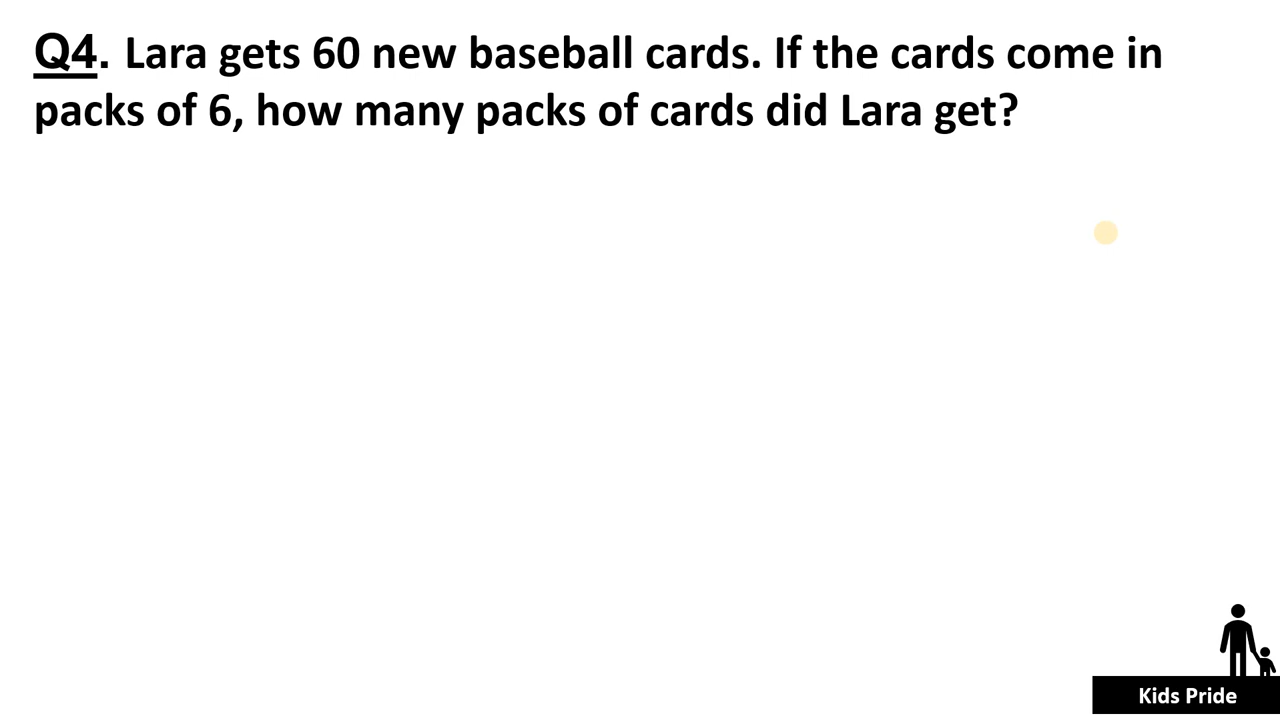 Q4. Lara gets 60 new baseball cards. If the cards come in
packs of 6, how many packs of cards did Lara get?
Kids Pride